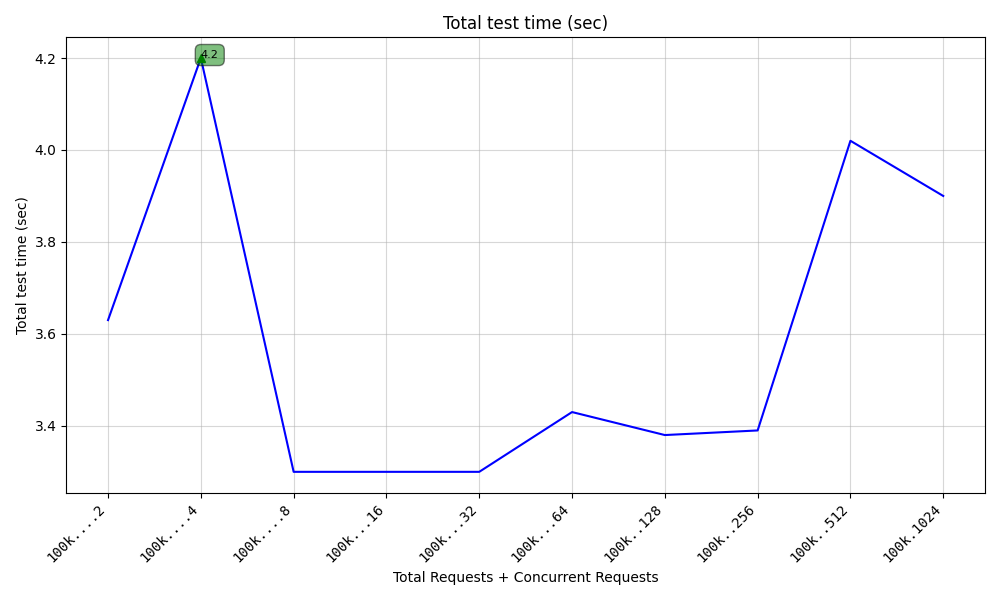 Total test time (sec)
4.2
Total test time (sec)
4.2
4.0
3.8
3.6
3.4
100k....2
100k....4
100k....8
100k...16
100k...32
100k...64
100k..128
100k..256
100k..512
100k.1024
Total Requests + Concurrent Requests